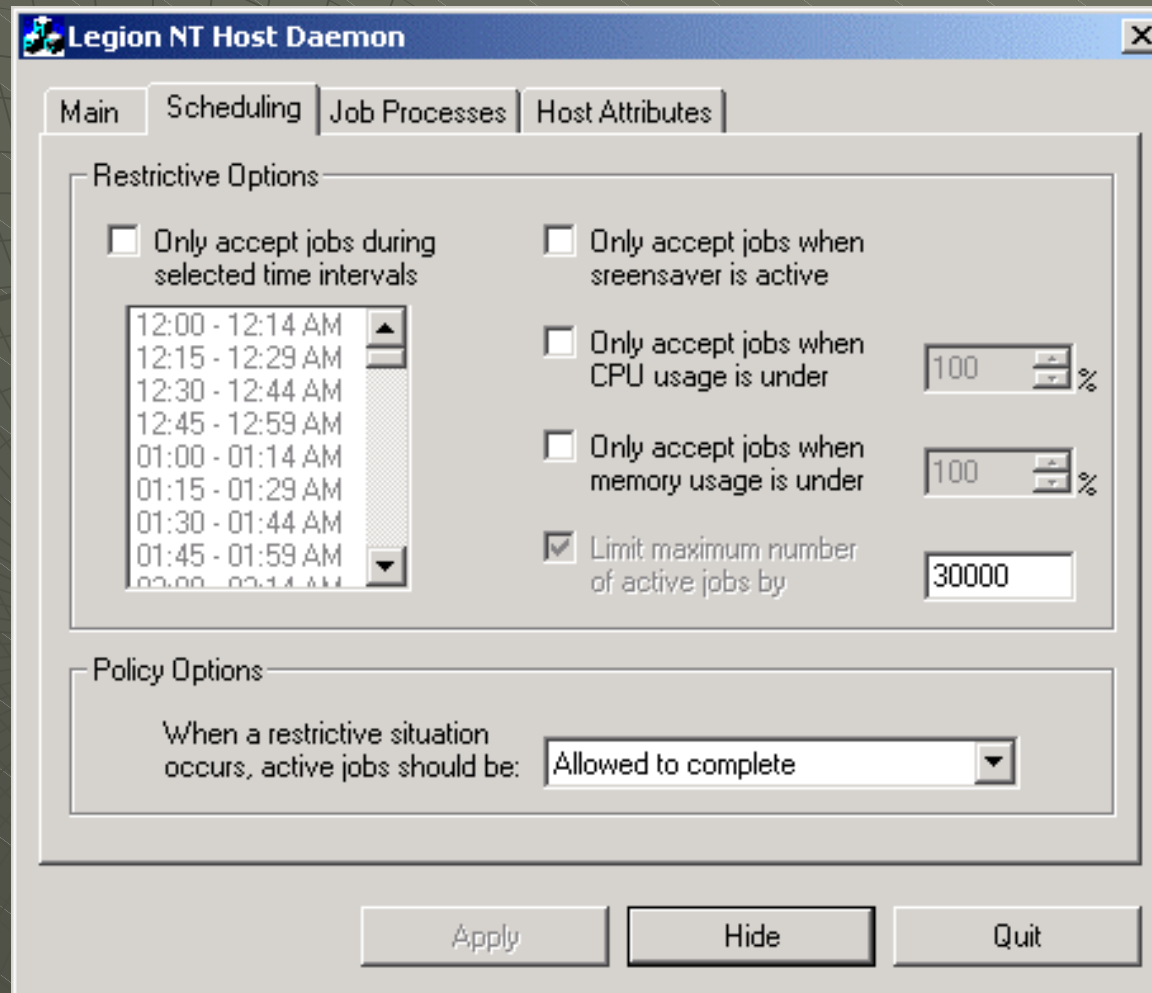 Legion NT Host Daemon
Main Scheduling Job Processes Host Attributes
Restrictive Options
Only accept jobs during
selected time intervals
12:00 - 12:14 AM
12:15 - 12:29 AM
12:30 - 12:44 AM
12:45 - 12:59 AM
01:00 - 01:14 AM
01:15 - 01:29 AM
01:30 - 01:44 AM
01:45 - 01:59 AM
02:00 - 02:14 AM
Only accept jobs when
sreensaver is active
Only accept jobs when
CPU usage is under
100 %
Only accept jobs when
memory usage is under
100 %
Limit maximum number
of active jobs by
30000
Policy Options
When a restrictive situation
occurs, active jobs should be:
Allowed to complete
Apply Hide Quit